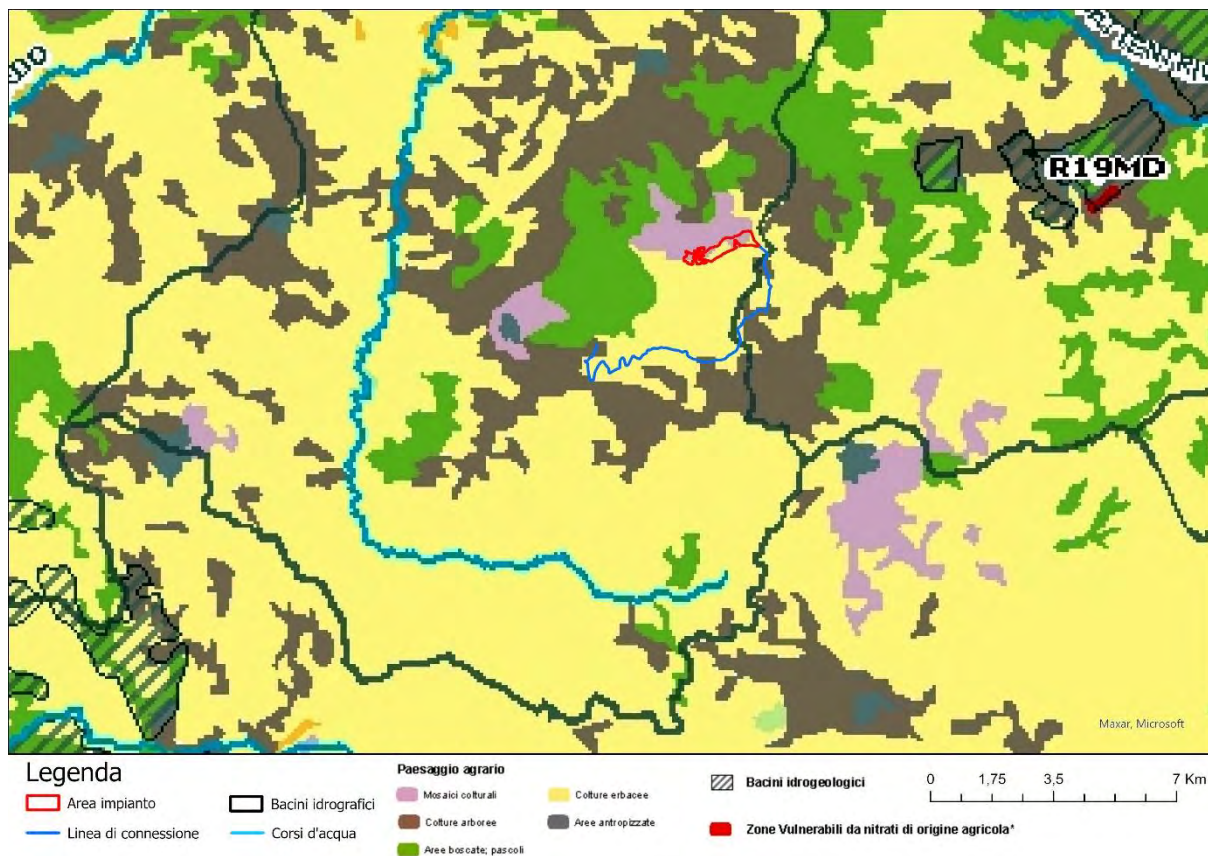 R19MD
Maxar, Microsoft
Legenda
Area impianto
Bacini idrografici
Linea di connessione
Corsi d'acqua
Paesaggio agrario
Mosaici colturali
Colture erbacee
Colture arboree
Aree antropizzate
Aree boscate; pascoli
Bacini idrogeologici
Zone Vulnerabili da nitrati di origine agricola*
0 1,75 3,5 7 Km